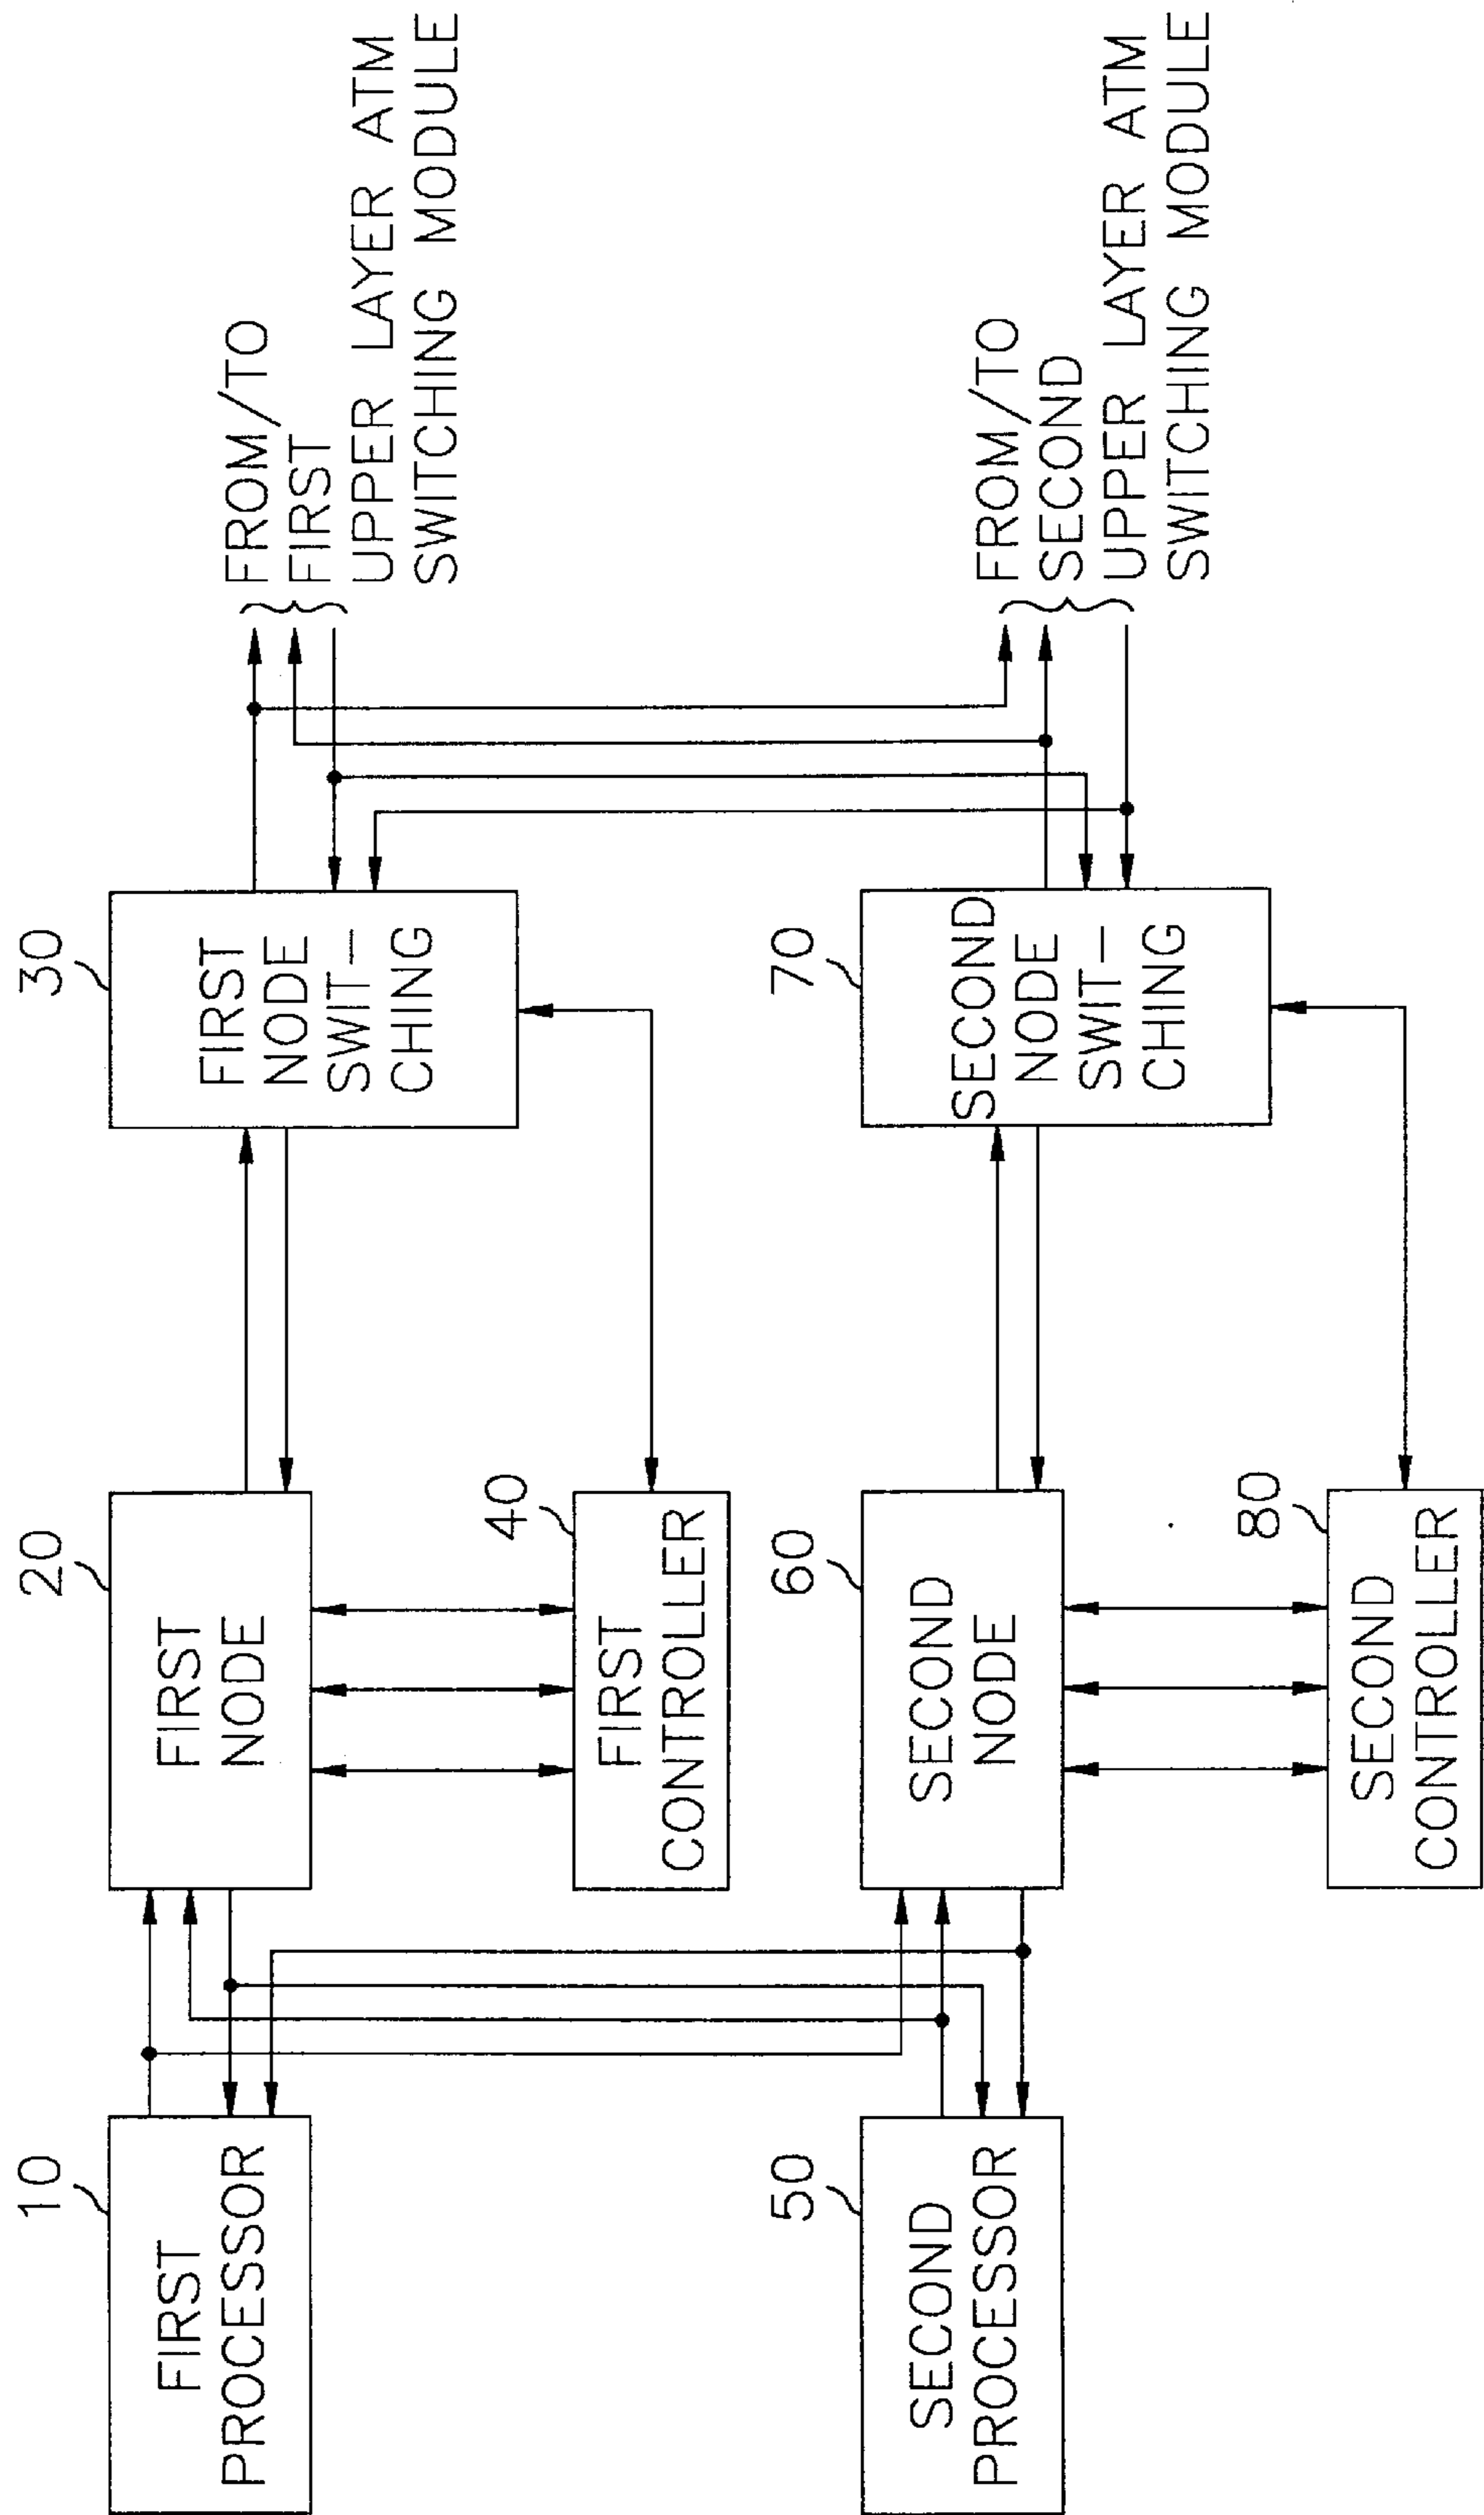 10
FIRST
PROCESSOR
20
FIRST
NODE
30
FIRST
NODE
SWIT-
CHING
FROM/TO
FIRST
UPPER LAYER ATM
SWITCHING MODULE
40
FIRST
CONTROLLER
50
SECOND
PROCESSOR
60
SECOND
NODE
70
SECOND
NODE
SWIT-
CHING
FROM/TO
SECOND
UPPER LAYER ATM
SWITCHING MODULE
80
SECOND
CONTROLLER